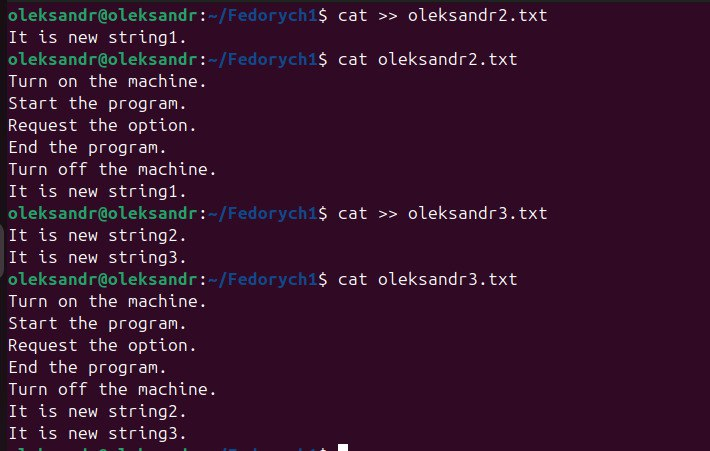 oleksandr@oleksandr:~/Fedorych1$ cat >> oleksandr2.txt
It is new string1.
oleksandr@oleksandr:~/Fedorych1$ cat oleksandr2.txt
Turn on the machine.
Start the program.
Request the option.
End the program.
Turn off the machine.
It is new string1.
oleksandr@oleksandr:~/Fedorych1$ cat >> oleksandr3.txt
It is new string2.
It is new string3.
oleksandr@oleksandr:~/Fedorych1$ cat oleksandr3.txt
Turn on the machine.
Start the program.
Request the option.
End the program.
Turn off the machine.
It is new string2.
It is new string3.
oleksandr@oleksandr:~/Fedorych1$